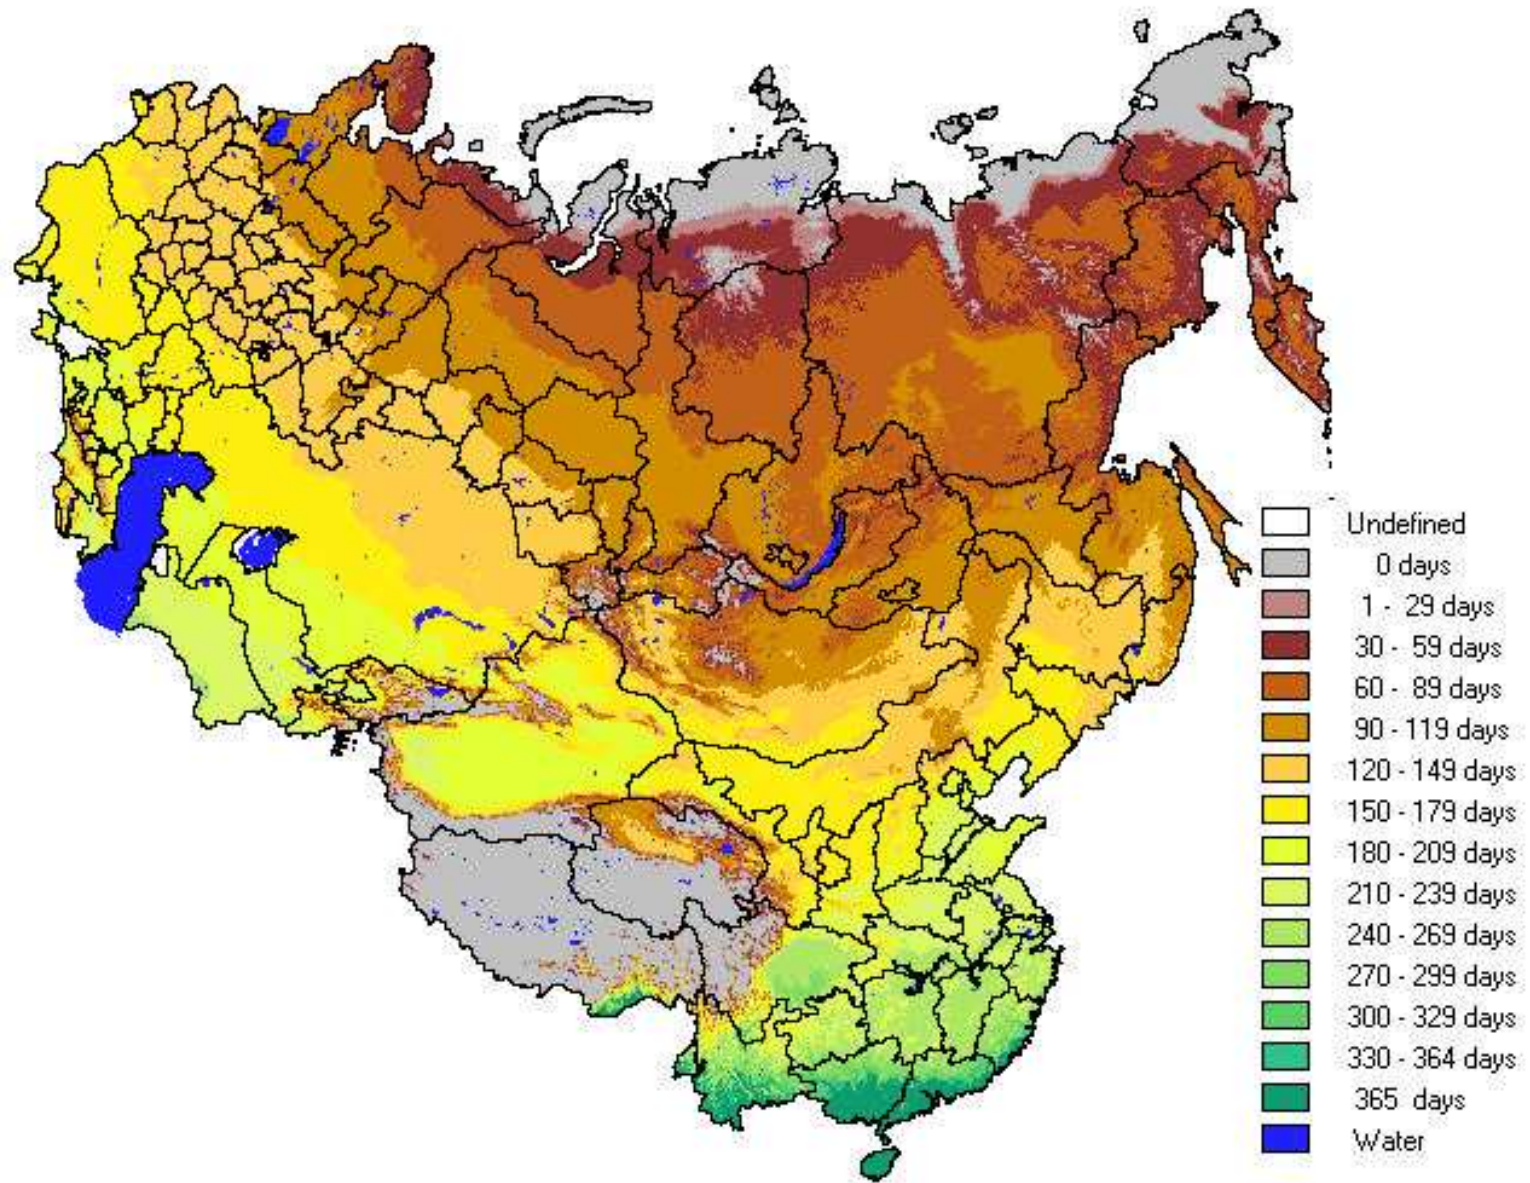 Undefined
0 days
1 - 29 days
30 - 59 days
60 - 89 days
90 - 119 days
120 - 149 days
150 - 179 days
180 - 209 days
210 - 239 days
240 - 269 days
270 - 299 days
300 - 329 days
330 - 364 days
365 days
Water